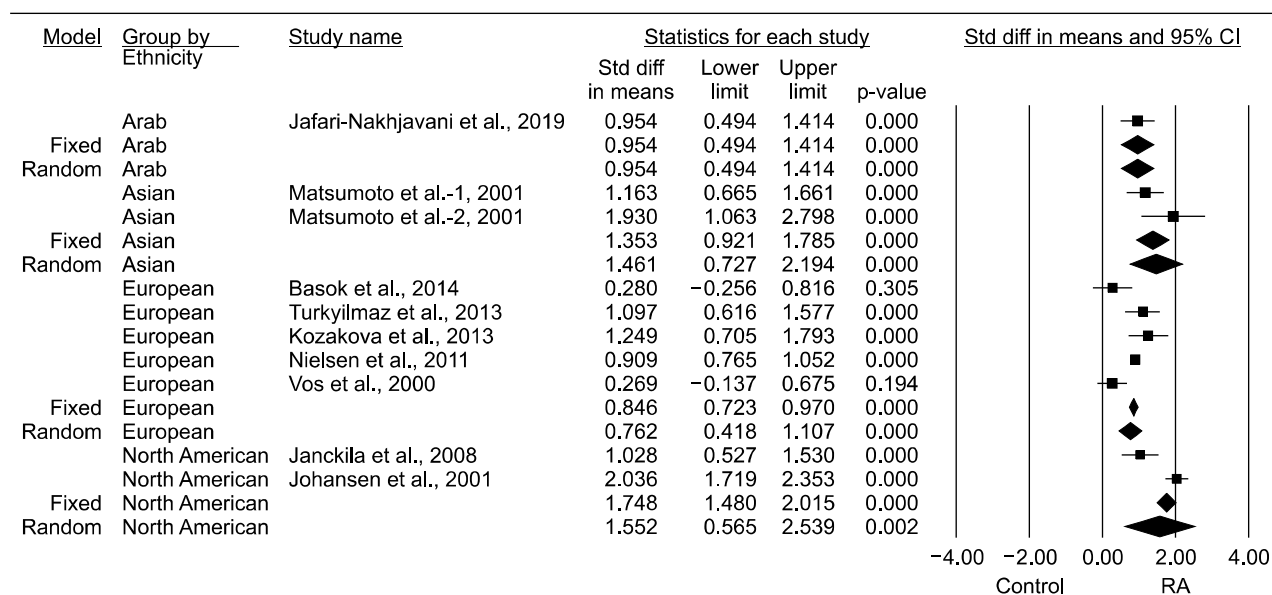 Model Group by Ethnicity Study name Statistics for each study Std diff in means and 95% CI
Std diff in means Lower limit Upper limit p-value
Arab Jafari-Nakhjavani et al., 2019 0.954 0.494 1.414 0.000
Fixed Arab 0.954 0.494 1.414 0.000
Random Arab 0.954 0.494 1.414 0.000
Asian Matsumoto et al.-1, 2001 1.163 0.665 1.661 0.000
Asian Matsumoto et al.-2, 2001 1.930 1.063 2.798 0.000
Fixed Asian 1.353 0.921 1.785 0.000
Random Asian 1.461 0.727 2.194 0.000
European Basok et al., 2014 0.280 −0.256 0.816 0.305
European Turkyilmaz et al., 2013 1.097 0.616 1.577 0.000
European Kozakova et al., 2013 1.249 0.705 1.793 0.000
European Nielsen et al., 2011 0.909 0.765 1.052 0.000
European Vos et al., 2000 0.269 −0.137 0.675 0.194
Fixed European 0.846 0.723 0.970 0.000
Random European 0.762 0.418 1.107 0.000
North American Janckila et al., 2008 1.028 0.527 1.530 0.000
North American Johansen et al., 2001 2.036 1.719 2.353 0.000
Fixed North American 1.748 1.480 2.015 0.000
Random North American 1.552 0.565 2.539 0.002
−4.00 −2.00 0.00 2.00 4.00
Control RA